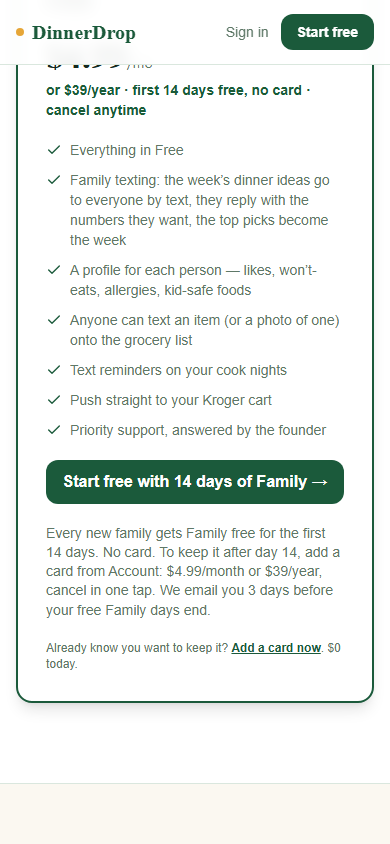 DinnerDrop
Sign in
Start free
or $39/year · first 14 days free, no card ·
cancel anytime
Everything in Free
Family texting: the week’s dinner ideas go
to everyone by text, they reply with the
numbers they want, the top picks become
the week
A profile for each person — likes, won’t-
eats, allergies, kid-safe foods
Anyone can text an item (or a photo of one)
onto the grocery list
Text reminders on your cook nights
Push straight to your Kroger cart
Priority support, answered by the founder
Start free with 14 days of Family →
Every new family gets Family free for the first
14 days. No card. To keep it after day 14, add a
card from Account: $4.99/month or $39/year,
cancel in one tap. We email you 3 days before
your free Family days end.
Already know you want to keep it? Add a card now. $0
today.